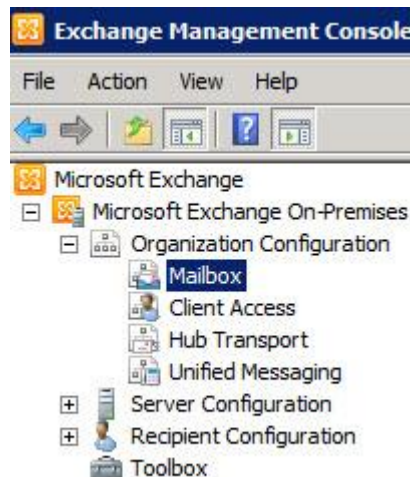 Exchange Management Console
File Action View Help
Microsoft Exchange
Microsoft Exchange On-Premises
Organization Configuration
Mailbox
Client Access
Hub Transport
Unified Messaging
Server Configuration
Recipient Configuration
Toolbox